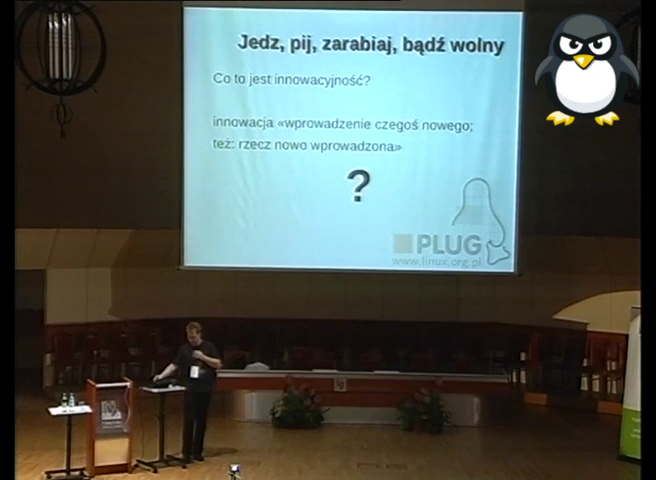 Jedz, pij, zarabiaj, bądź wolny
Co to jest innowacyjność?
innowacja «wprowadzenie czegoś nowego;
też: rzecz nowo wprowadzona»
?
PLUG
www.linux.org.pl